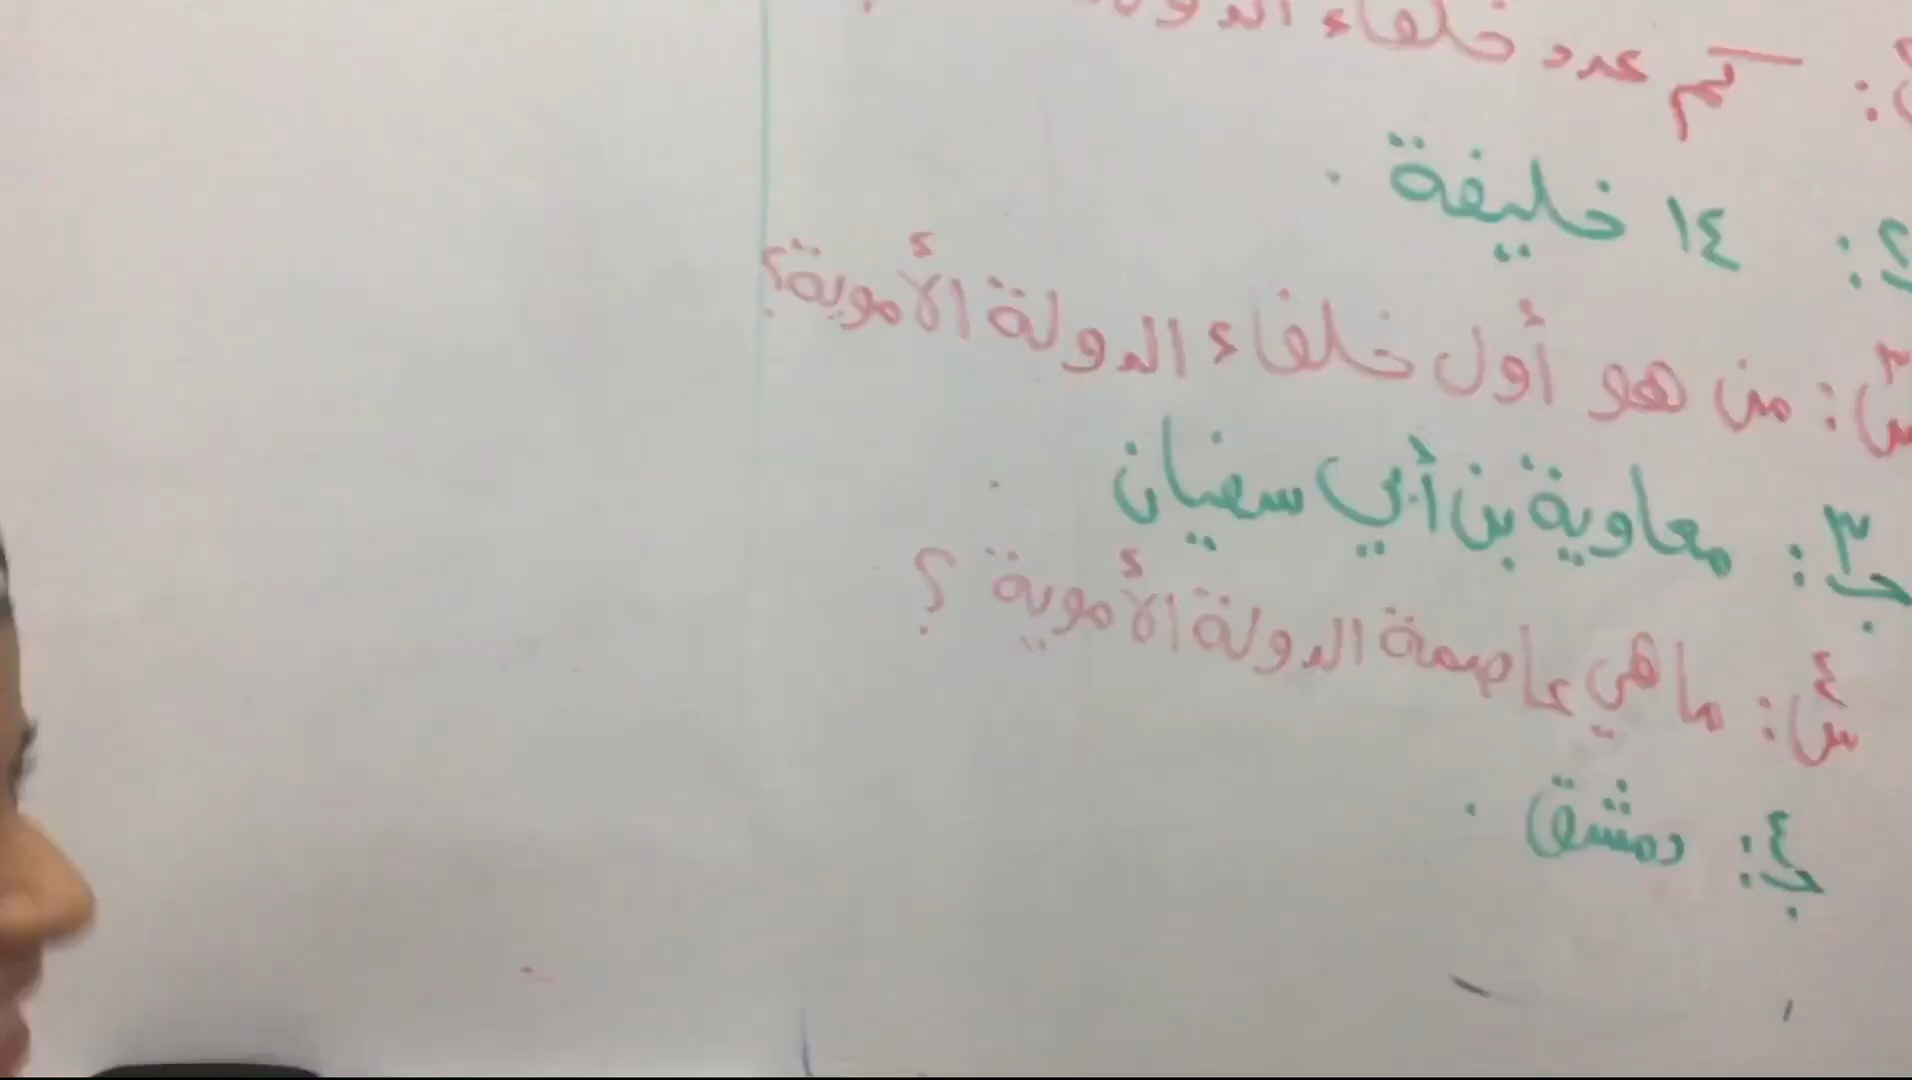 : كم عدد خلفاء
: ١٤ خليفة .
س٣: من هو أول خلفاء الدولة الأموية؟
ج٣: معاوية بن أبي سفيان .
س٤: ما هي عاصمة الدولة الأموية ؟
ج٤: دمشق .